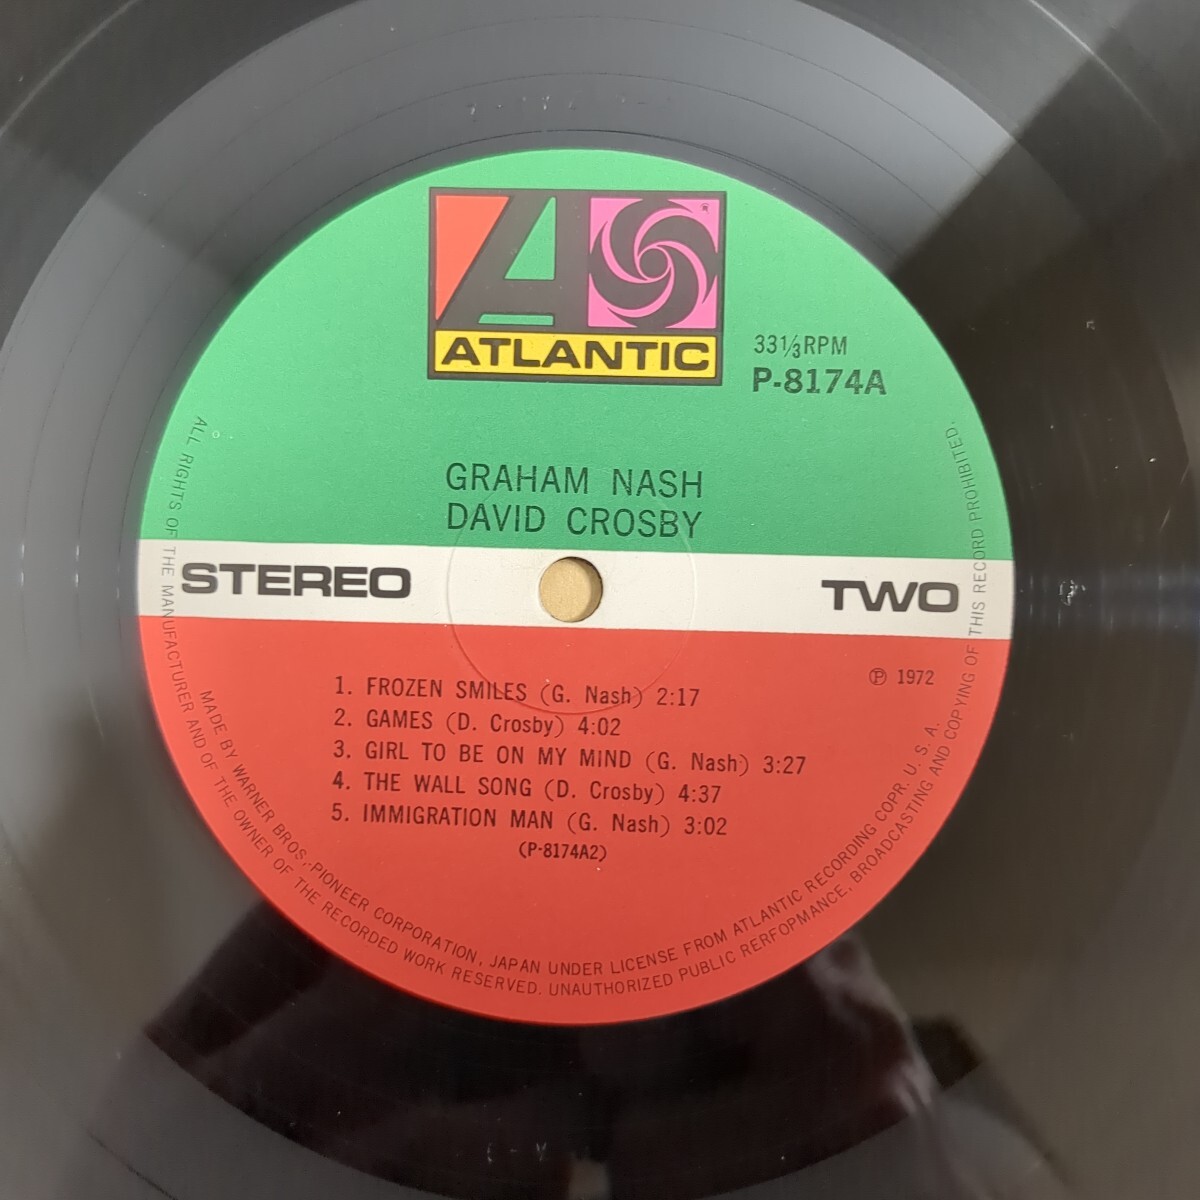 A
®
ATLANTIC
33⅓RPM
P-8174A
GRAHAM NASH
DAVID CROSBY
STEREO
TWO
℗ 1972
1. FROZEN SMILES (G. Nash) 2:17
2. GAMES (D. Crosby) 4:02
3. GIRL TO BE ON MY MIND (G. Nash) 3:27
4. THE WALL SONG (D. Crosby) 4:37
5. IMMIGRATION MAN (G. Nash) 3:02
(P-8174A2)
MADE BY WARNER BROS.-PIONEER CORPORATION, JAPAN UNDER LICENSE FROM ATLANTIC RECORDING COPR. U. S. A.
ALL RIGHTS OF THE MANUFACTURER AND OF THE OWNER OF THE RECORDED WORK RESERVED. UNAUTHORIZED PUBLIC RERFOPMANCE, BROADCASTING AND COPYING OF THIS RECORD PROHIBITED.